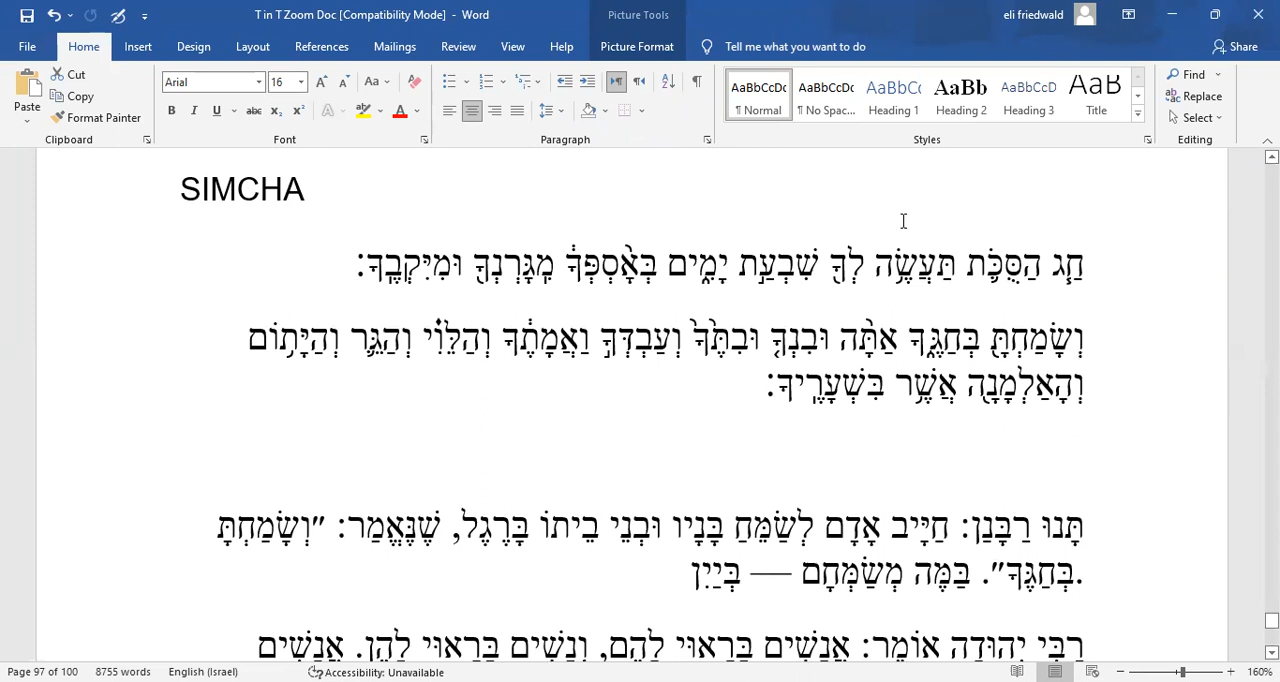 T in T Zoom Doc [Compatibility Mode] - Word
Picture Tools
eli friedwald
File Home Insert Design Layout References Mailings Review View Help Picture Format Tell me what you want to do Share
Paste Cut Copy Format Painter
Arial 16
AaBbCcDc AaBbCcDc AaBbCc AaBb AaBbCcD AaB
¶ Normal ¶ No Spac... Heading 1 Heading 2 Heading 3 Title
Find Replace Select
Clipboard Font Paragraph Styles Editing
SIMCHA
חַ֧ג הַסֻּכֹּ֛ת תַּעֲשֶׂ֥ה לְךָ֖ שִׁבְעַ֣ת יָמִ֑ים בְּאׇ֨סְפְּךָ֔ מִֽגׇּרְנְךָ֖ וּמִיִּקְבֶֽךָ׃
וְשָׂמַחְתָּ֖ בְּחַגֶּ֑ךָ אַתָּ֨ה וּבִנְךָ֤ וּבִתֶּ֙ךָ֙ וְעַבְדְּךָ֣ וַאֲמָתֶ֔ךָ וְהַלֵּוִ֗י וְהַגֵּ֛ר וְהַיָּת֥וֹם
וְהָאַלְמָנָ֖ה אֲשֶׁ֥ר בִּשְׁעָרֶֽיךָ׃
תָּנוּ רַבָּנַן: חַיָּיב אָדָם לְשַׂמֵּחַ בָּנָיו וּבְנֵי בֵיתוֹ בָּרֶגֶל, שֶׁנֶּאֱמַר: ״וְשָׂמַחְתָּ
בְּחַגֶּךָ״. בַּמֶּה מְשַׂמְּחָם — בְּיַיִן.
רַבִּי יְהוּדָה אוֹמֵר: אֲנָשִׁים בָּרָאוּי לָהֶם, וְנָשִׁים בָּרָאוּי לָהֶן. אֲנָשִׁים
Page 97 of 100 8755 words English (Israel) Accessibility: Unavailable 160%